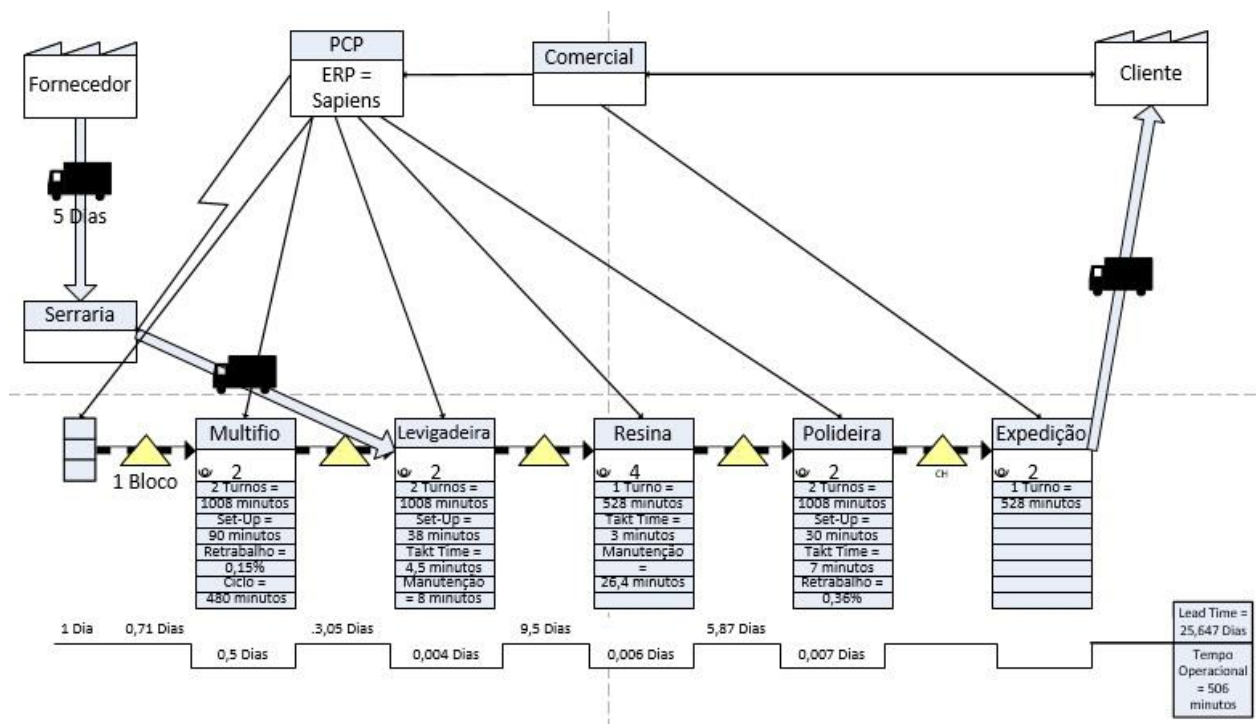 Fornecedor
PCP
ERP =
Sapiens
Comercial
Cliente
5 Dias
Serraria
1 Bloco
Multifio
2
2 Turnos =
1008 minutos
Set-Up =
90 minutos
Retrabalho =
0,15%
Ciclo =
480 minutos
Levigadeira
2
2 Turnos =
1008 minutos
Set-Up =
38 minutos
Takt Time =
4,5 minutos
Manutenção
= 8 minutos
Resina
4
1 Turno =
528 minutos
Takt Time =
3 minutos
Manutenção
=
26,4 minutos
Polideira
2
2 Turnos =
1008 minutos
Set-Up =
30 minutos
Takt Time =
7 minutos
Retrabalho =
0,36%
CH
Expedição
2
1 Turno =
528 minutos
1 Dia
0,71 Dias
0,5 Dias
.3,05 Dias
0,004 Dias
9,5 Dias
0,006 Dias
5,87 Dias
0,007 Dias
Lead Time =
25,647 Dias
Tempo
Operacional
= 506
minutos